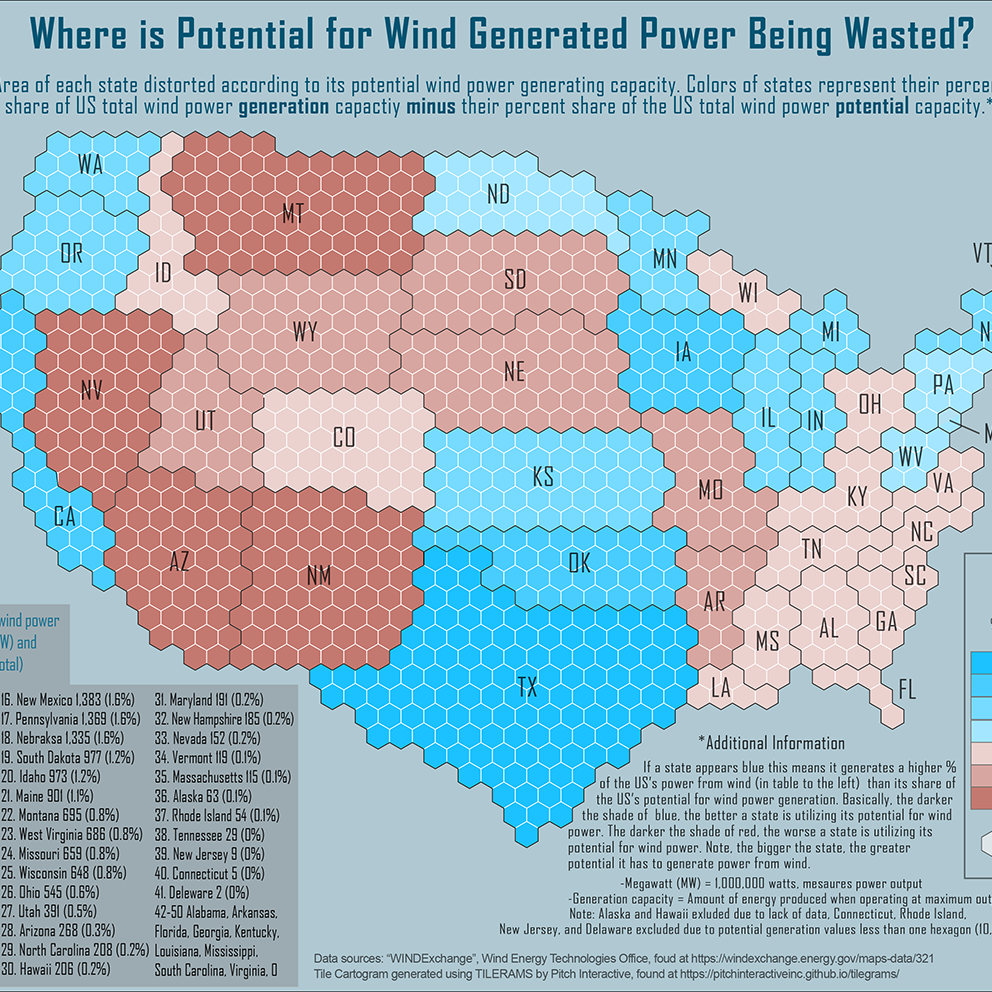 Where is Potential for Wind Generated Power Being Wasted?
Area of each state distorted according to its potential wind power generating capacity. Colors of states represent their perce
share of US total wind power generation capactiy minus their percent share of the US total wind power potential capacity.*
WA
MT
ND
OR
ID
MN
VT
SD
WI
WY
MI
N
IA
NE
PA
NV
OH
UT
IL
IN
CO
M
WV
KS
MO
KY
VA
CA
NC
TN
AZ
OK
NM
SC
AR
GA
AL
MS
TX
LA
FL
wind power
W) and
otal)
16. New Mexico 1,383 (1.6%)
17. Pennsylvania 1,369 (1.6%)
18. Nebraksa 1,335 (1.6%)
19. South Dakota 977 (1.2%)
20. Idaho 973 (1.2%)
21. Maine 901 (1.1%)
22. Montana 695 (0.8%)
23. West Virginia 686 (0.8%)
24. Missouri 659 (0.8%)
25. Wisconsin 648 (0.8%)
26. Ohio 545 (0.6%)
27. Utah 391 (0.5%)
28. Arizona 268 (0.3%)
29. North Carolina 208 (0.2%)
30. Hawaii 206 (0.2%)
31. Maryland 191 (0.2%)
32. New Hampshire 185 (0.2%)
33. Nevada 152 (0.2%)
34. Vermont 119 (0.1%)
35. Massachusetts 115 (0.1%)
36. Alaska 63 (0.1%)
37. Rhode Island 54 (0.1%)
38. Tennessee 29 (0%)
39. New Jersey 9 (0%)
40. Connecticut 5 (0%)
41. Deleware 2 (0%)
42-50 Alabama, Arkansas,
Florida, Georgia, Kentucky,
Louisiana, Mississippi,
South Carolina, Virginia, 0
*Additional Information
If a state appears blue this means it generates a higher %
of the US's power from wind (in table to the left) than its share of
the US's potential for wind power generation. Basically, the darker
the shade of blue, the better a state is utilizing its potential for wind
power. The darker the shade of red, the worse a state is utilizing its
potential for wind power. Note, the bigger the state, the greater
potential it has to generate power from wind.
-Megawatt (MW) = 1,000,000 watts, mesaures power output
-Generation capacity = Amount of energy produced when operating at maximum out
Note: Alaska and Hawaii exluded due to lack of data, Connecticut, Rhode Island,
New Jersey, and Delaware excluded due to potential generation values less than one hexagon (10,
Data sources: "WINDExchange", Wind Energy Technologies Office, foud at https://windexchange.energy.gov/maps-data/321
Tile Cartogram generated using TILERAMS by Pitch Interactive, found at https://pitchinteractiveinc.github.io/tilegrams/